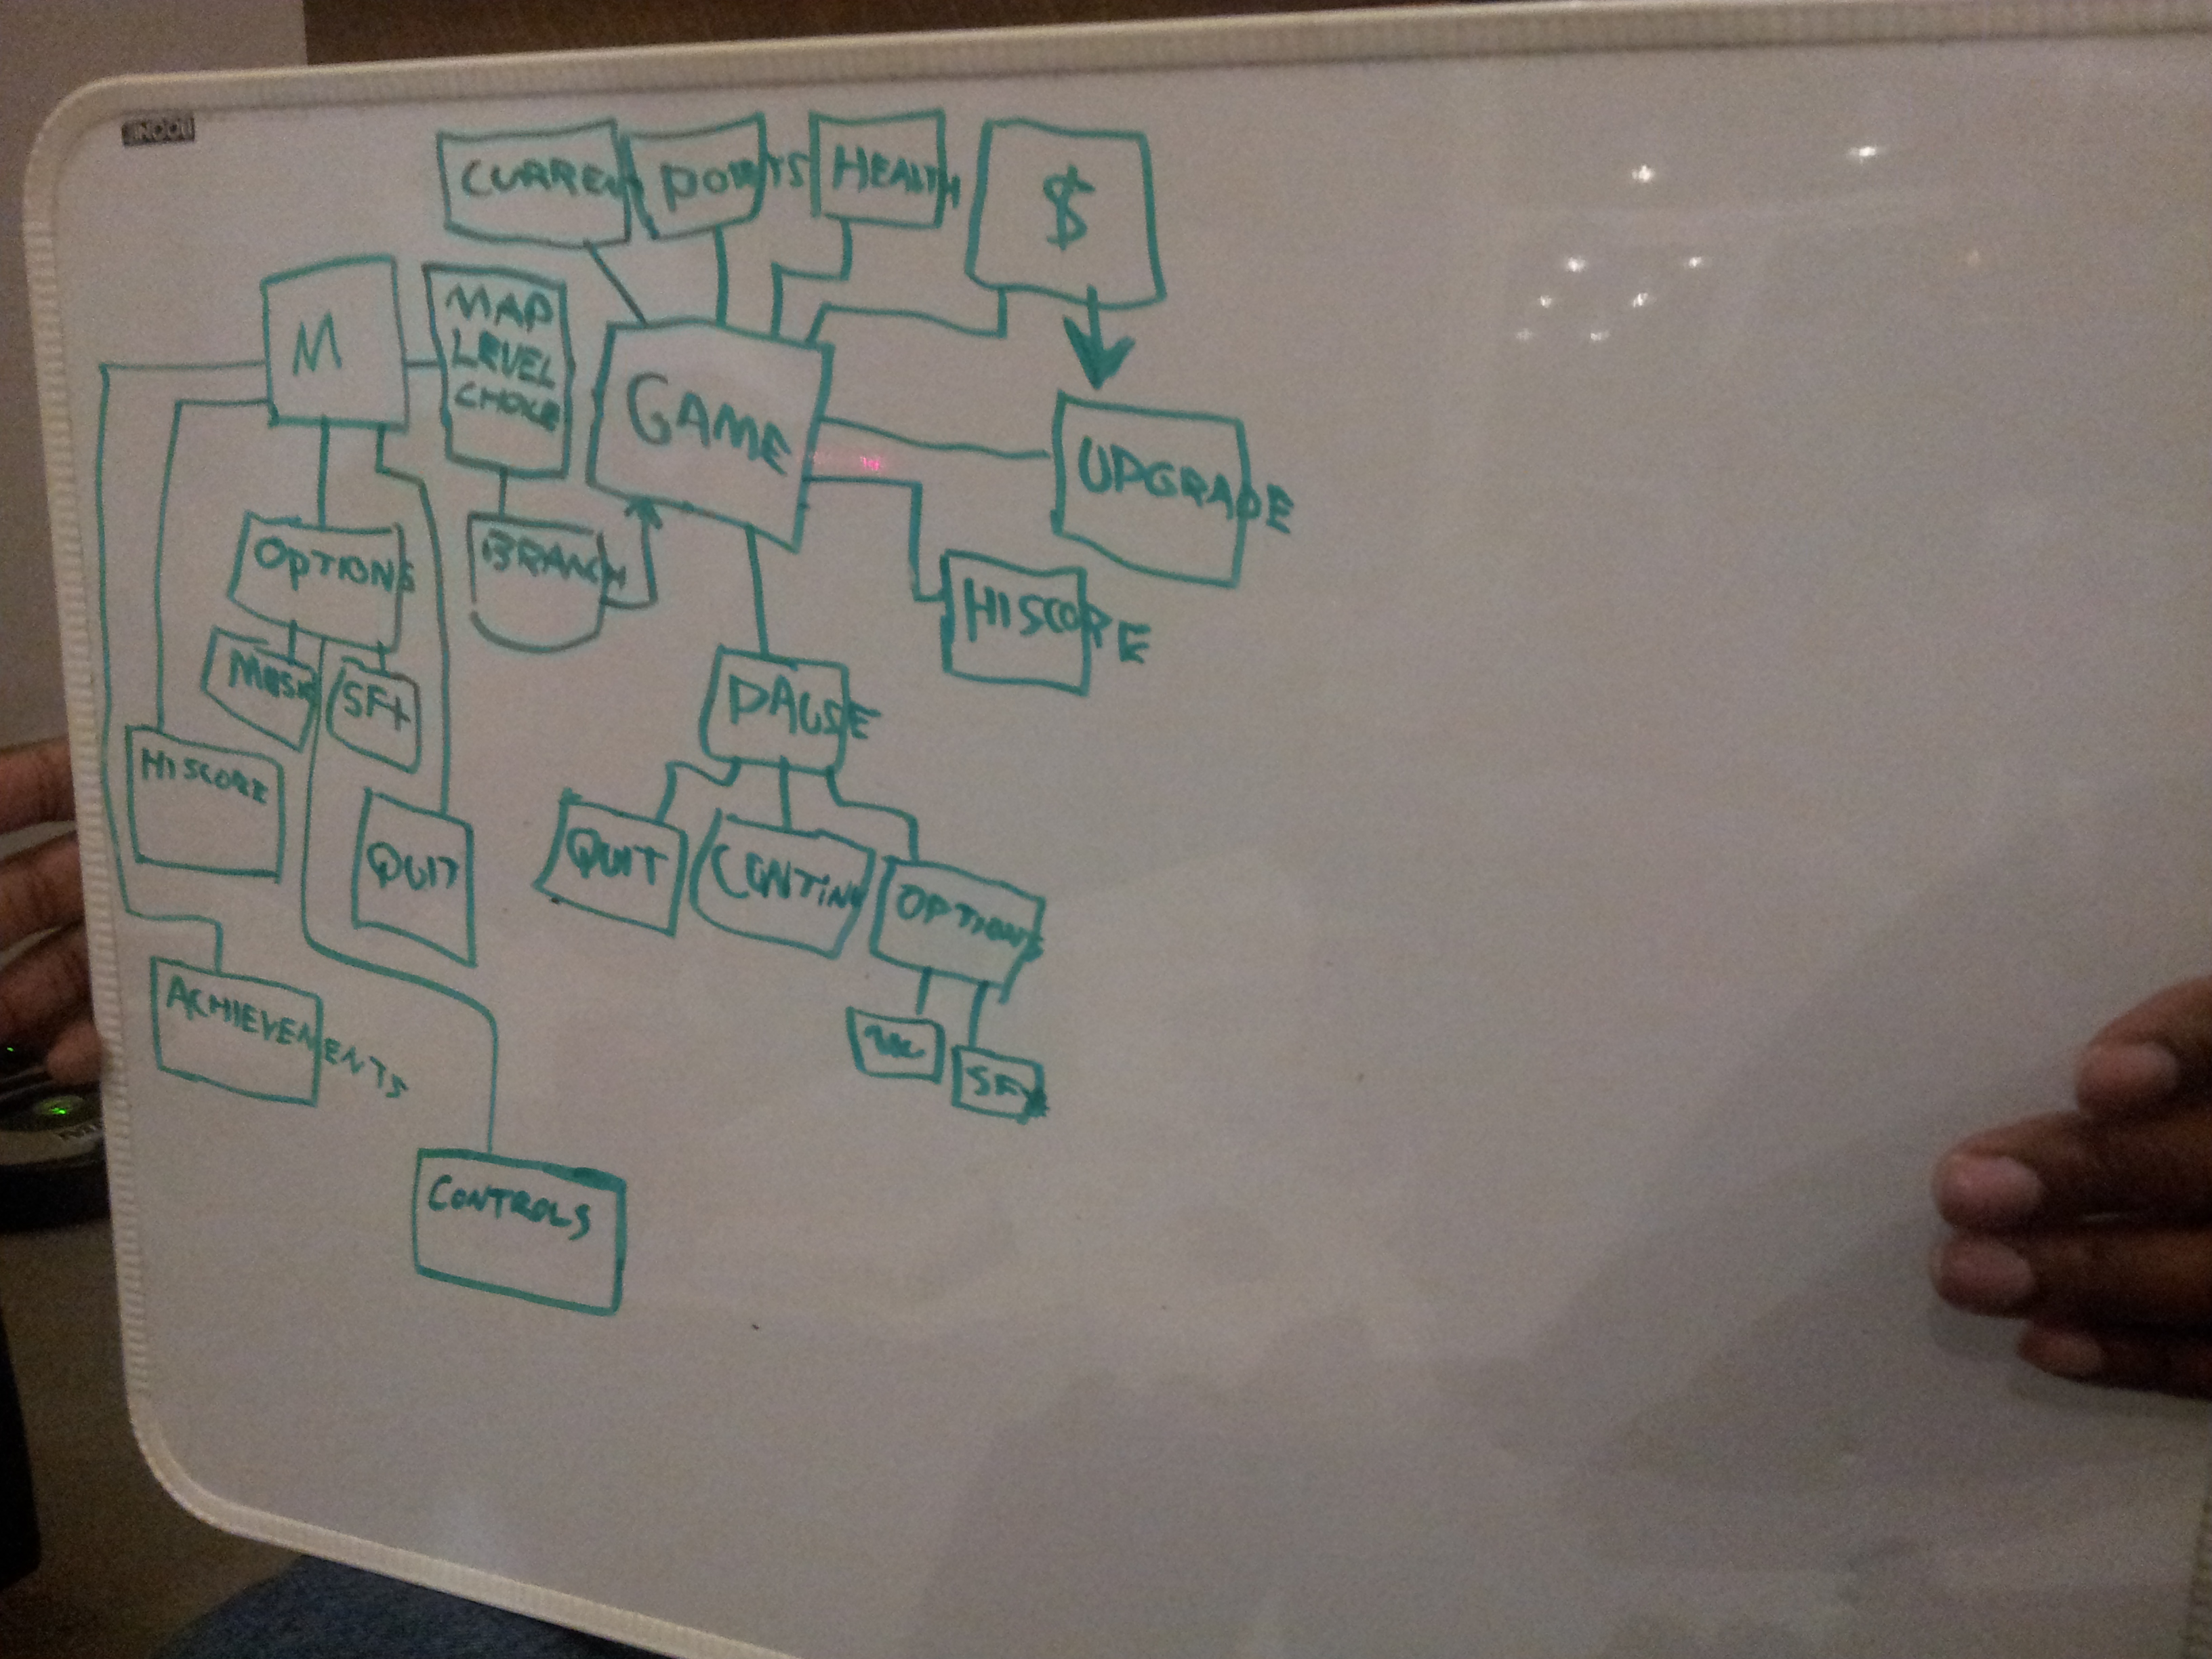 CURREN
POINTS
HEALTH
$
M
MAP
LEVEL
CHOICE
GAME
UPGRADE
OPTIONS
BRANCH
HISCORE
MUSIC
SFX
PAUSE
HISCORE
QUIT
QUIT
CONTINU
OPTIONS
ACHIEVEMENTS
SFX
CONTROLS